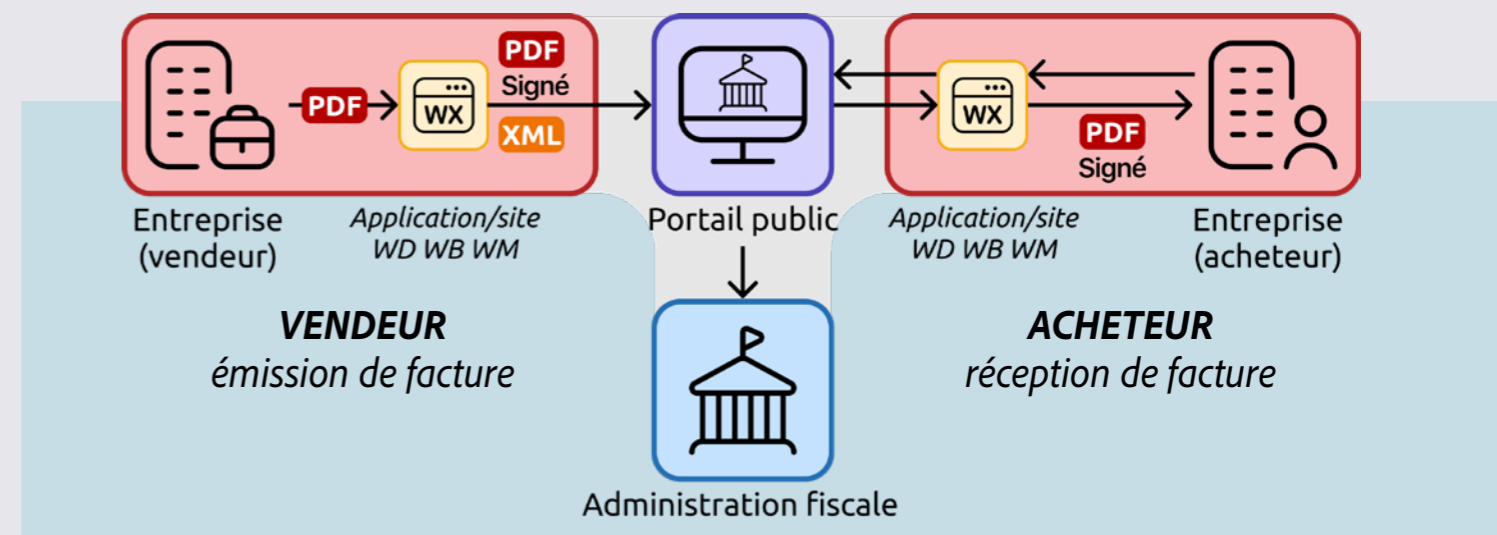 PDF
Signé
PDF
WX
XML
WX
PDF
Signé
Entreprise
(vendeur)
Application/site
WD WB WM
Portail public
Application/site
WD WB WM
Entreprise
(acheteur)
VENDEUR
émission de facture
ACHETEUR
réception de facture
Administration fiscale